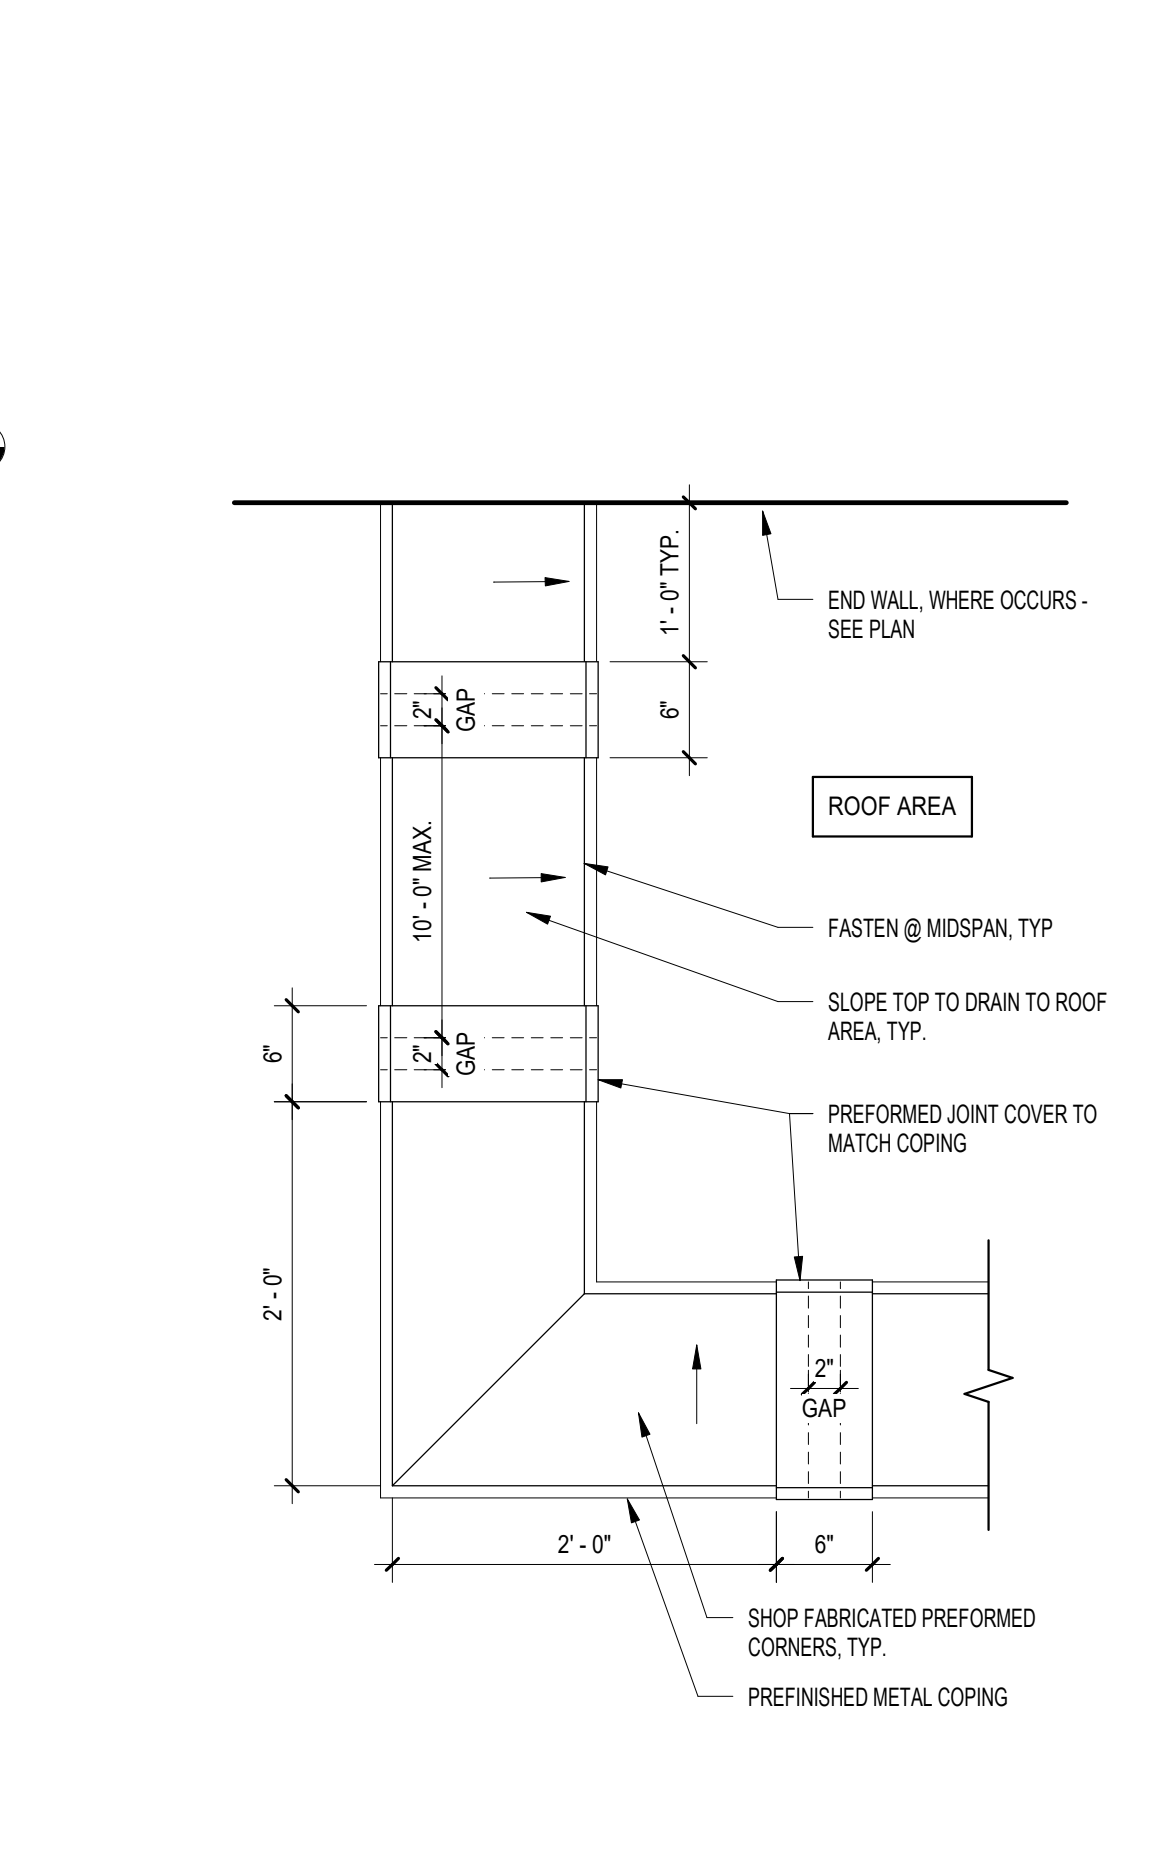 1' - 0" TYP.
END WALL, WHERE OCCURS -
SEE PLAN
2"
GAP
6"
ROOF AREA
10' - 0" MAX.
FASTEN @ MIDSPAN, TYP
SLOPE TOP TO DRAIN TO ROOF
AREA, TYP.
6"
2"
GAP
PREFORMED JOINT COVER TO
MATCH COPING
2' - 0"
2"
GAP
2' - 0"
6"
SHOP FABRICATED PREFORMED
CORNERS, TYP.
PREFINISHED METAL COPING